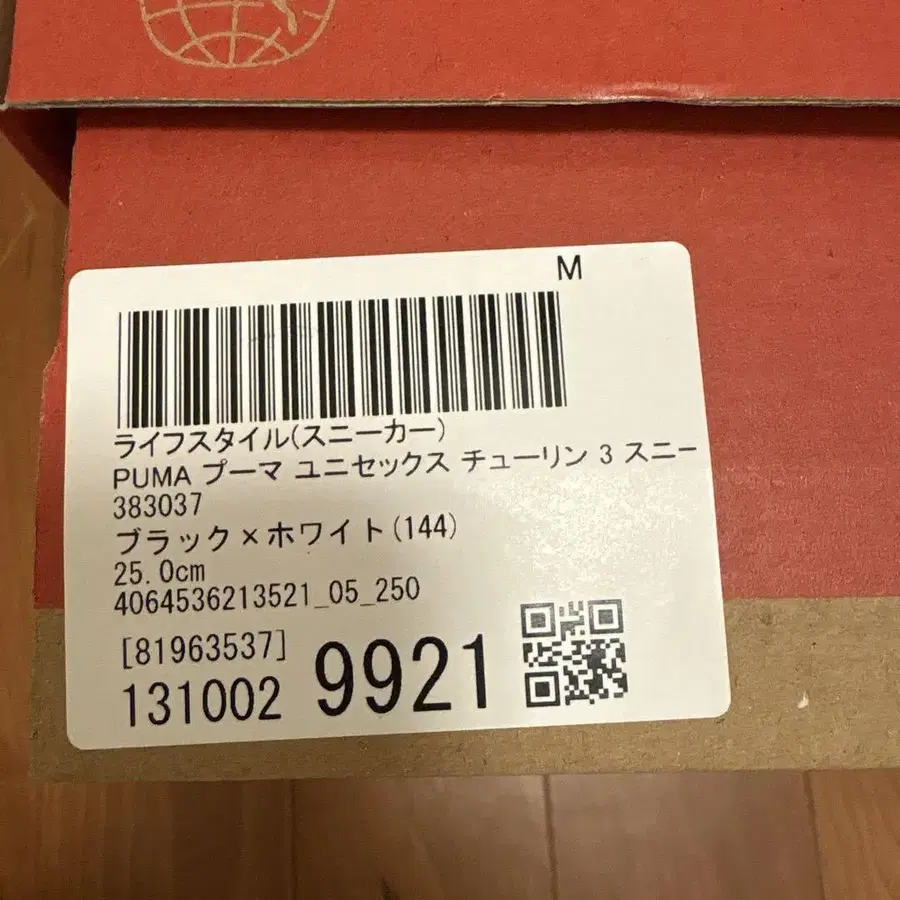 M
ライフスタイル(スニーカー)
PUMA プーマ ユニセックス チューリン 3 スニー
383037
ブラック×ホワイト(144)
25.0cm
4064536213521_05_250
[81963537]
131002 9921